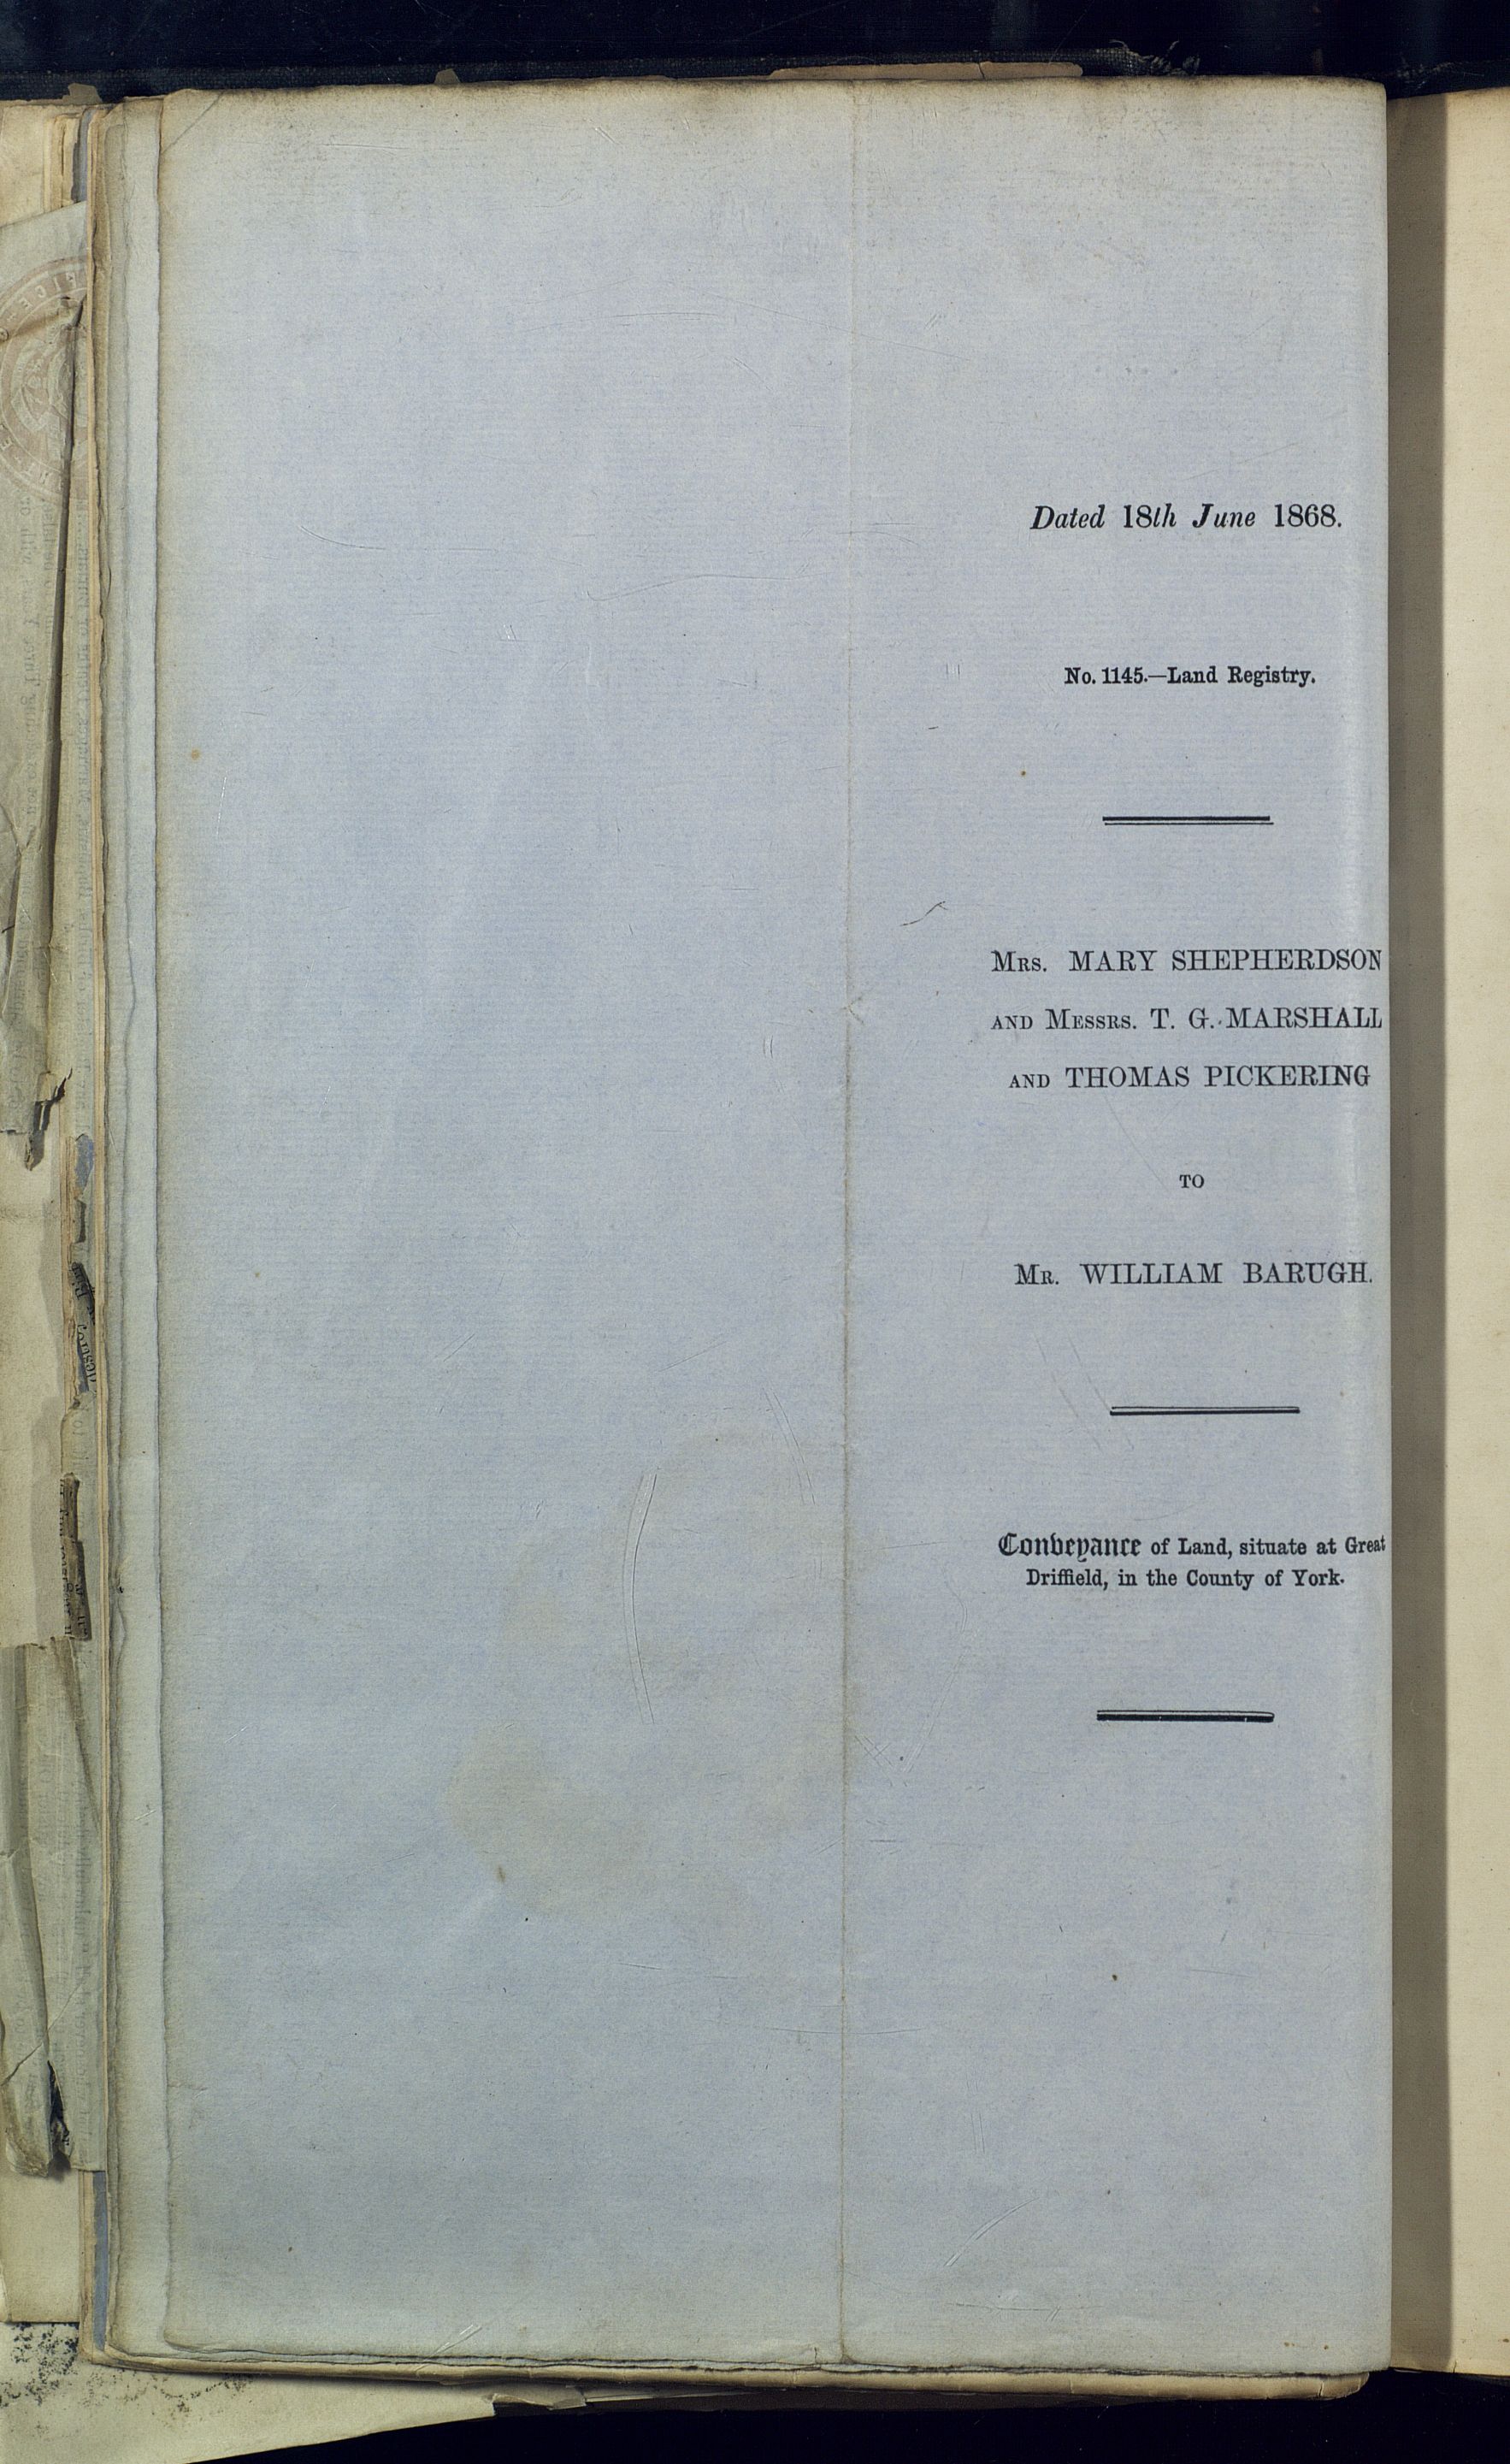 Dated 18th June 1868.
No. 1145.—Land Registry.
Mrs. MARY SHEPHERDSON
AND Messrs. T. G. MARSHALL
AND THOMAS PICKERING
TO
Mr. WILLIAM BARUGH.
Conveyance of Land, situate at Great
Driffield, in the County of York.